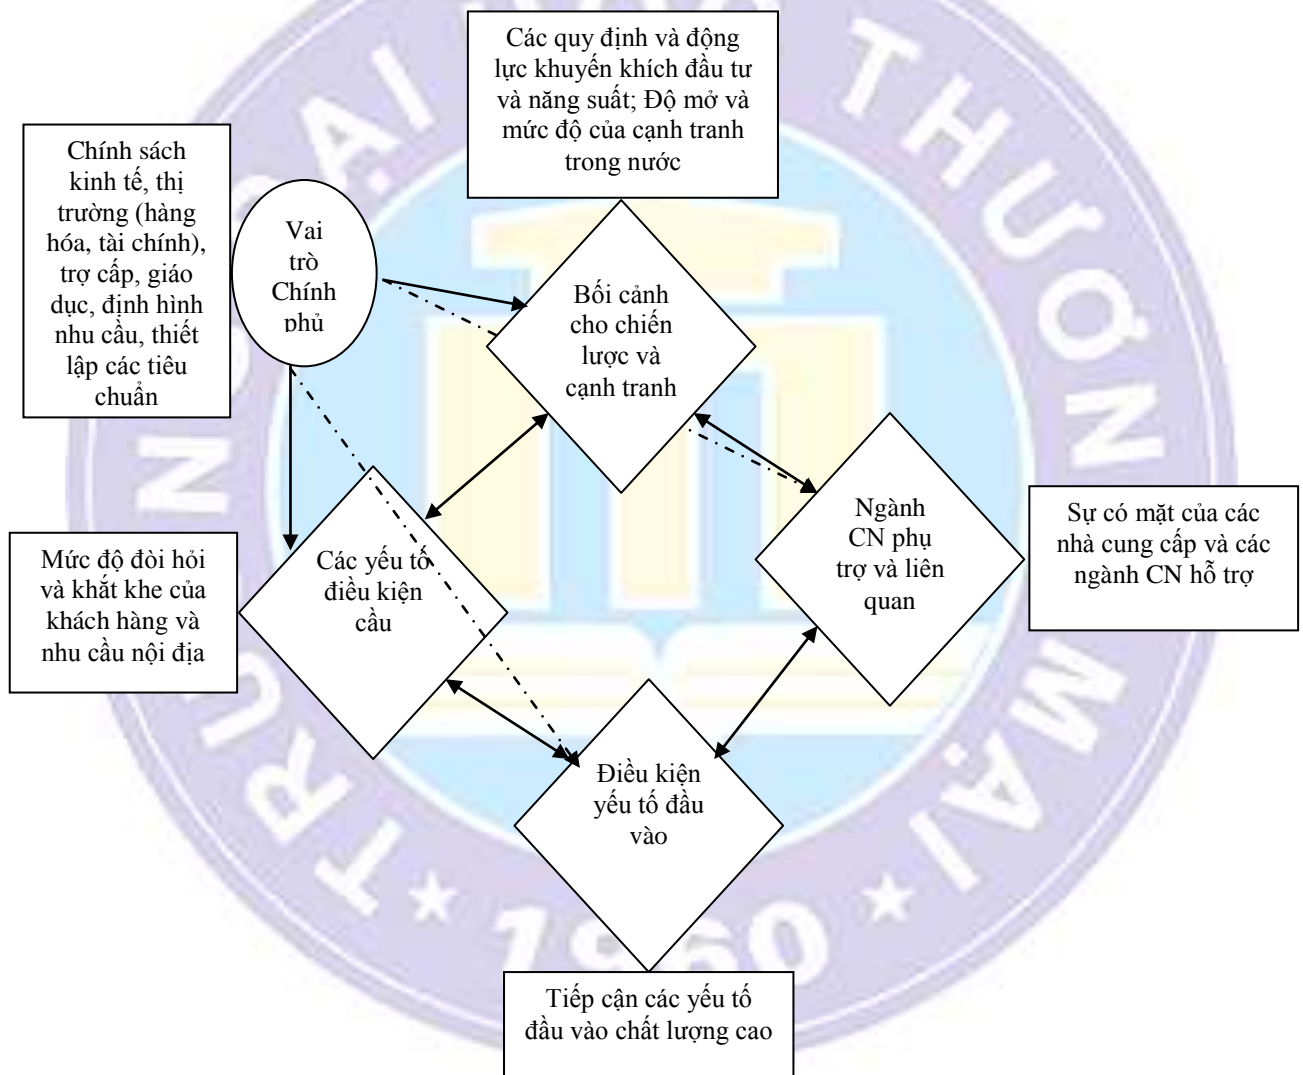 Các quy định và động
lực khuyến khích đầu tư
và năng suất; Độ mở và
mức độ của cạnh tranh
trong nước
Chính sách
kinh tế, thị
trường (hàng
hóa, tài chính),
trợ cấp, giáo
dục, định hình
nhu cầu, thiết
lập các tiêu
chuẩn
Vai
trò
Chính
phủ
Bối cảnh
cho chiến
lược và
cạnh tranh
Ngành
CN phụ
trợ và liên
quan
Sự có mặt của các
nhà cung cấp và các
ngành CN hỗ trợ
Mức độ đòi hỏi
và khắt khe của
khách hàng và
nhu cầu nội địa
Các yếu tố
điều kiện
cầu
Điều kiện
yếu tố đầu
vào
Tiếp cận các yếu tố
đầu vào chất lượng cao
THƯƠNG
MẠI
1960